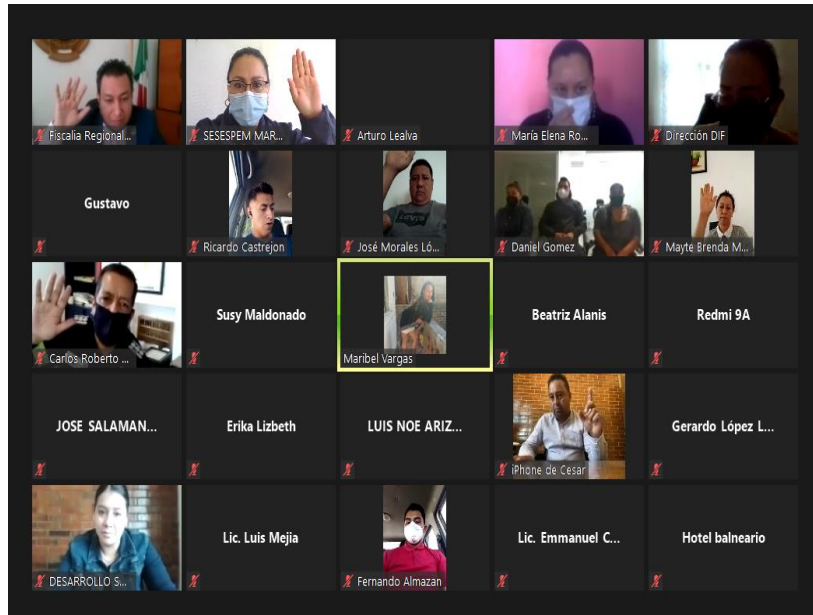 Fiscalia Regional...
SESESPEM MAR...
Arturo Lealva
María Elena Ro...
Dirección DIF
Gustavo
Ricardo Castrejon
José Morales Ló...
Daniel Gomez
Mayte Brenda M...
Carlos Roberto ...
Susy Maldonado
Maribel Vargas
Beatriz Alanis
Redmi 9A
JOSE SALAMAN...
Erika Lizbeth
LUIS NOE ARIZ...
iPhone de Cesar
Gerardo López L...
DESARROLLO S...
Lic. Luis Mejia
Fernando Almazan
Lic. Emmanuel C...
Hotel balneario